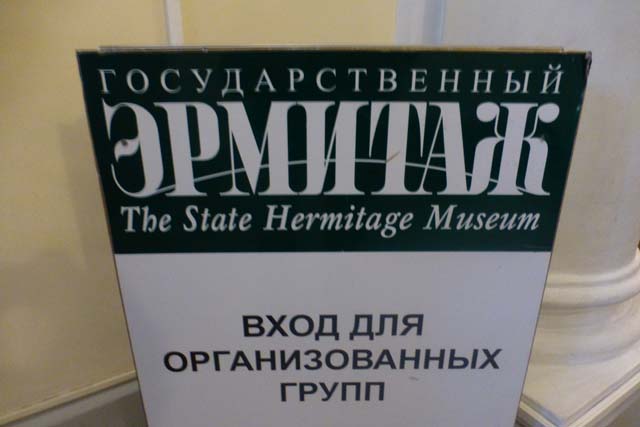 ГОСУДАРСТВЕННЫЙ
ЭРМИТАЖ
The State Hermitage Museum
ВХОД ДЛЯ
ОРГАНИЗОВАННЫХ
ГРУПП